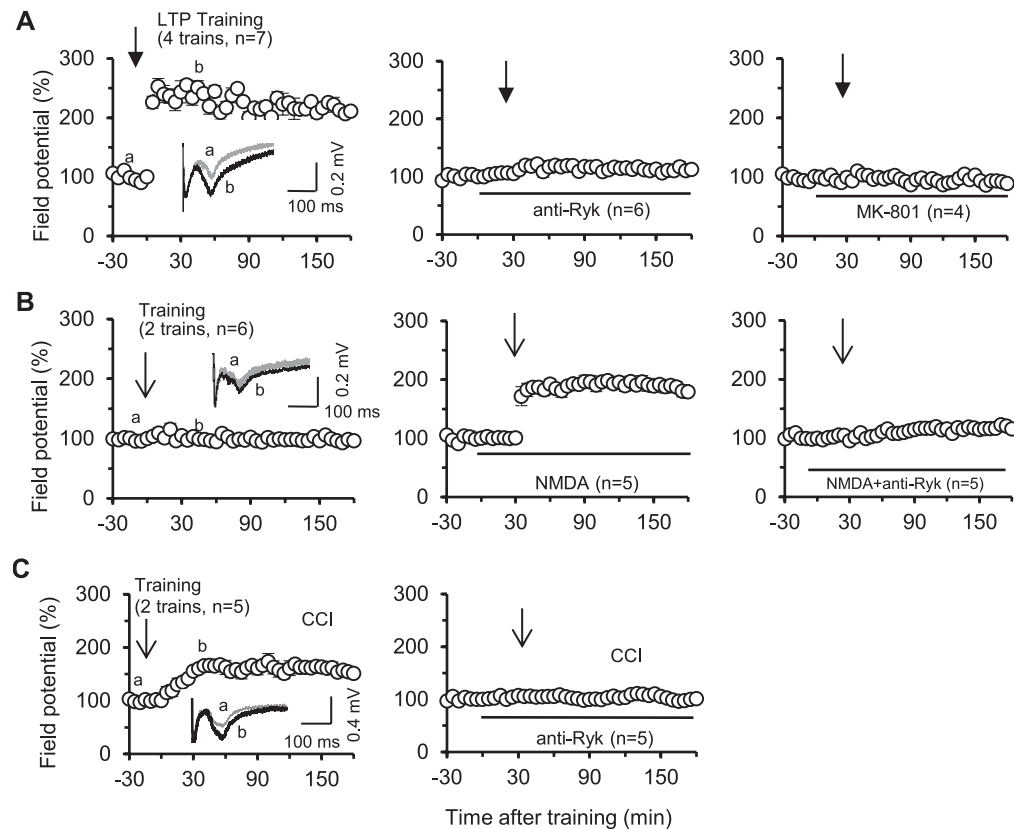 A
LTP Training
(4 trains, n=7)
Field potential (%)
300
200
100
0
-30 30 90 150
a
b
a
b
0.2 mV
100 ms
300
200
100
0
-30 30 90 150
anti-Ryk (n=6)
300
200
100
0
-30 30 90 150
MK-801 (n=4)
B
Training
(2 trains, n=6)
Field potential (%)
300
200
100
0
-30 30 90 150
a
b
a
b
0.2 mV
100 ms
300
200
100
0
-30 30 90 150
NMDA (n=5)
300
200
100
0
-30 30 90 150
NMDA+anti-Ryk (n=5)
C
Training
(2 trains, n=5)
CCI
Field potential (%)
300
200
100
0
-30 30 90 150
a
b
a
b
0.4 mV
100 ms
300
200
100
0
-30 30 90 150
CCI
anti-Ryk (n=5)
Time after training (min)